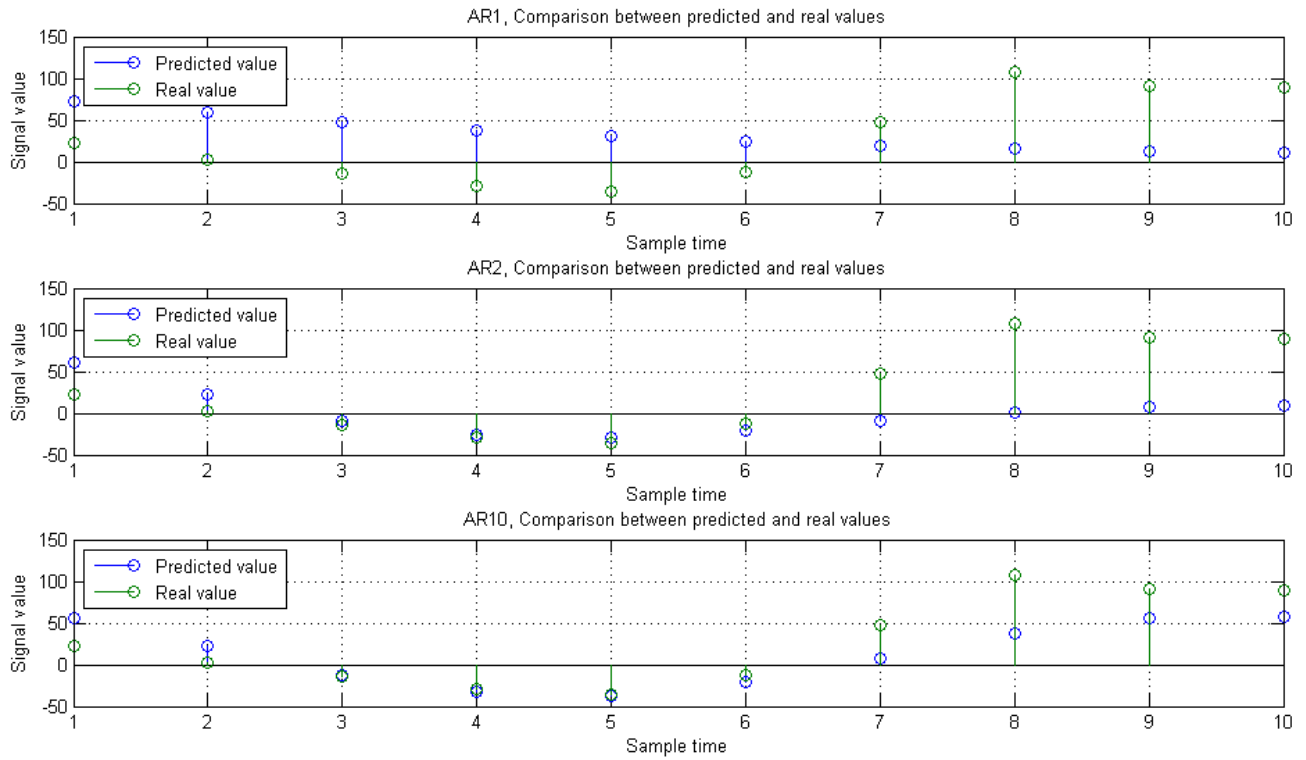 AR1, Comparison between predicted and real values
150
Predicted value
100
Real value
50
0
-50
Signal value
1 2 3 4 5 6 7 8 9 10
Sample time
AR2, Comparison between predicted and real values
150
Predicted value
100
Real value
50
0
-50
Signal value
1 2 3 4 5 6 7 8 9 10
Sample time
AR10, Comparison between predicted and real values
150
Predicted value
100
Real value
50
0
-50
Signal value
1 2 3 4 5 6 7 8 9 10
Sample time